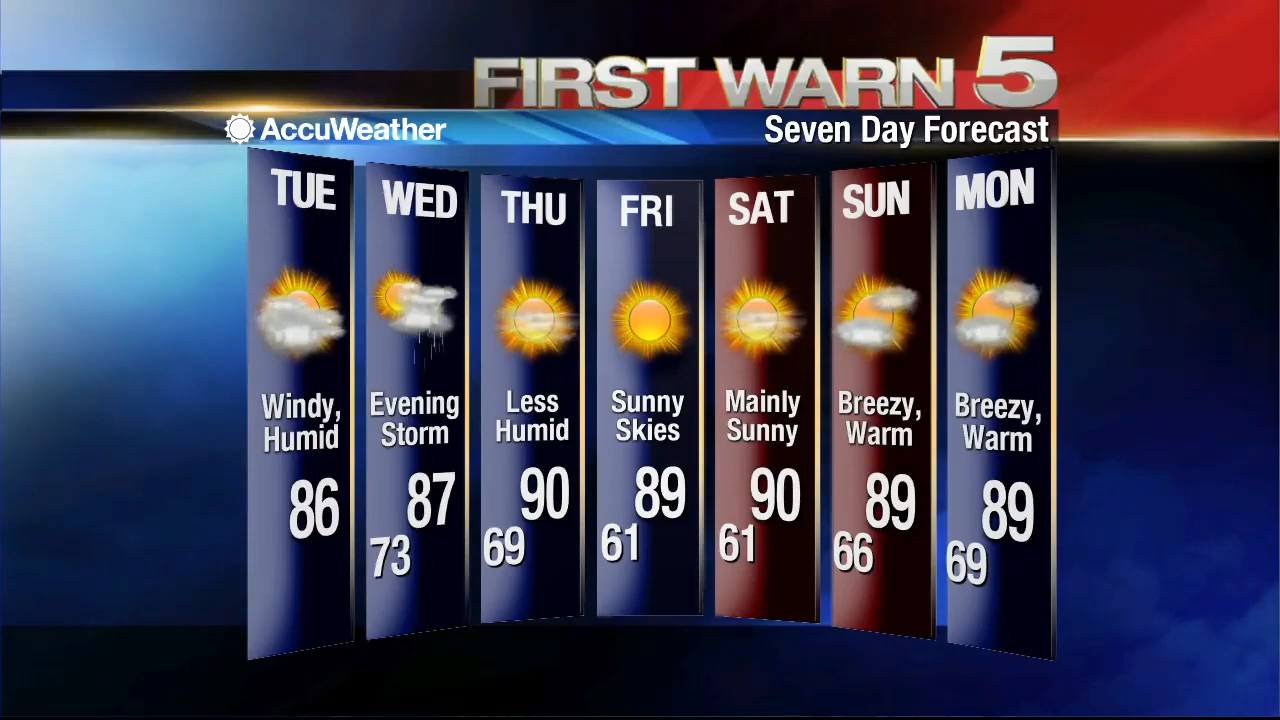 FIRST WARN 5
AccuWeather
Seven Day Forecast
TUE
Windy,
Humid
86
WED
Evening
Storm
87
73
THU
Less
Humid
90
69
FRI
Sunny
Skies
89
61
SAT
Mainly
Sunny
90
61
SUN
Breezy,
Warm
89
66
MON
Breezy,
Warm
89
69